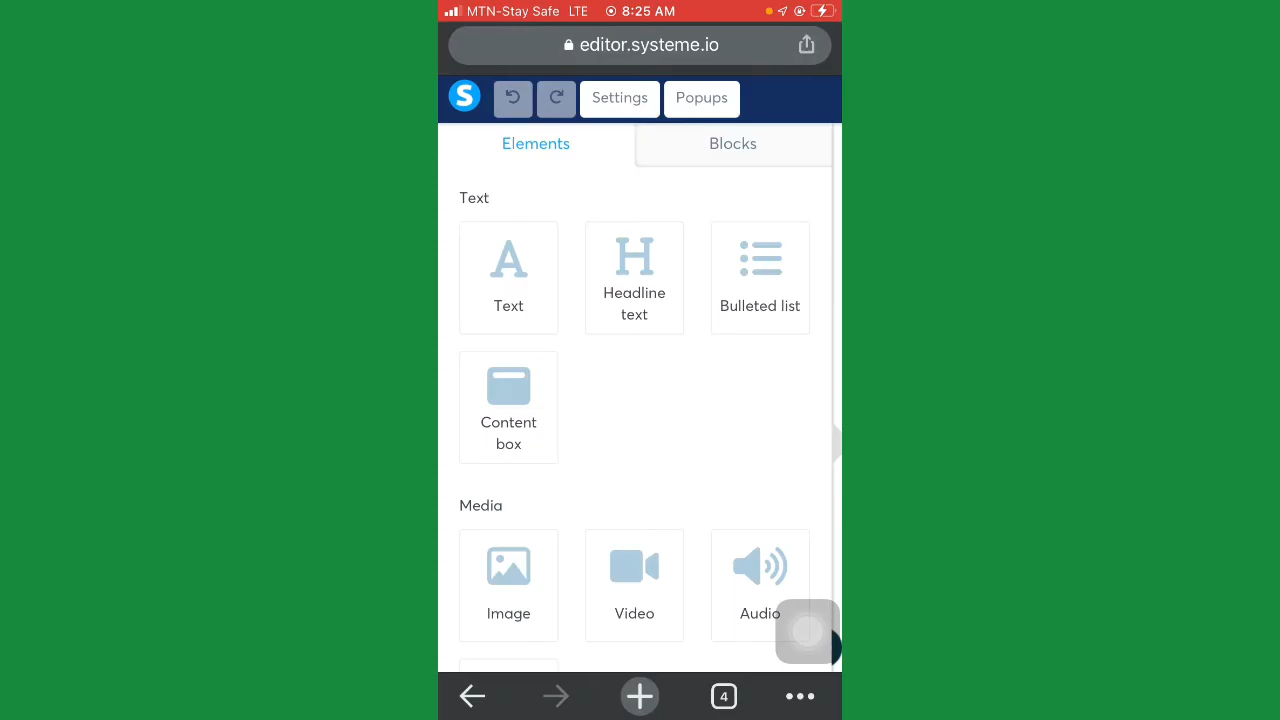 MTN-Stay Safe LTE 8:25 AM
editor.systeme.io
S Settings Popups
Elements Blocks
Text
A H
Text Headline text Bulleted list
Content box
Media
Image Video Audio
4